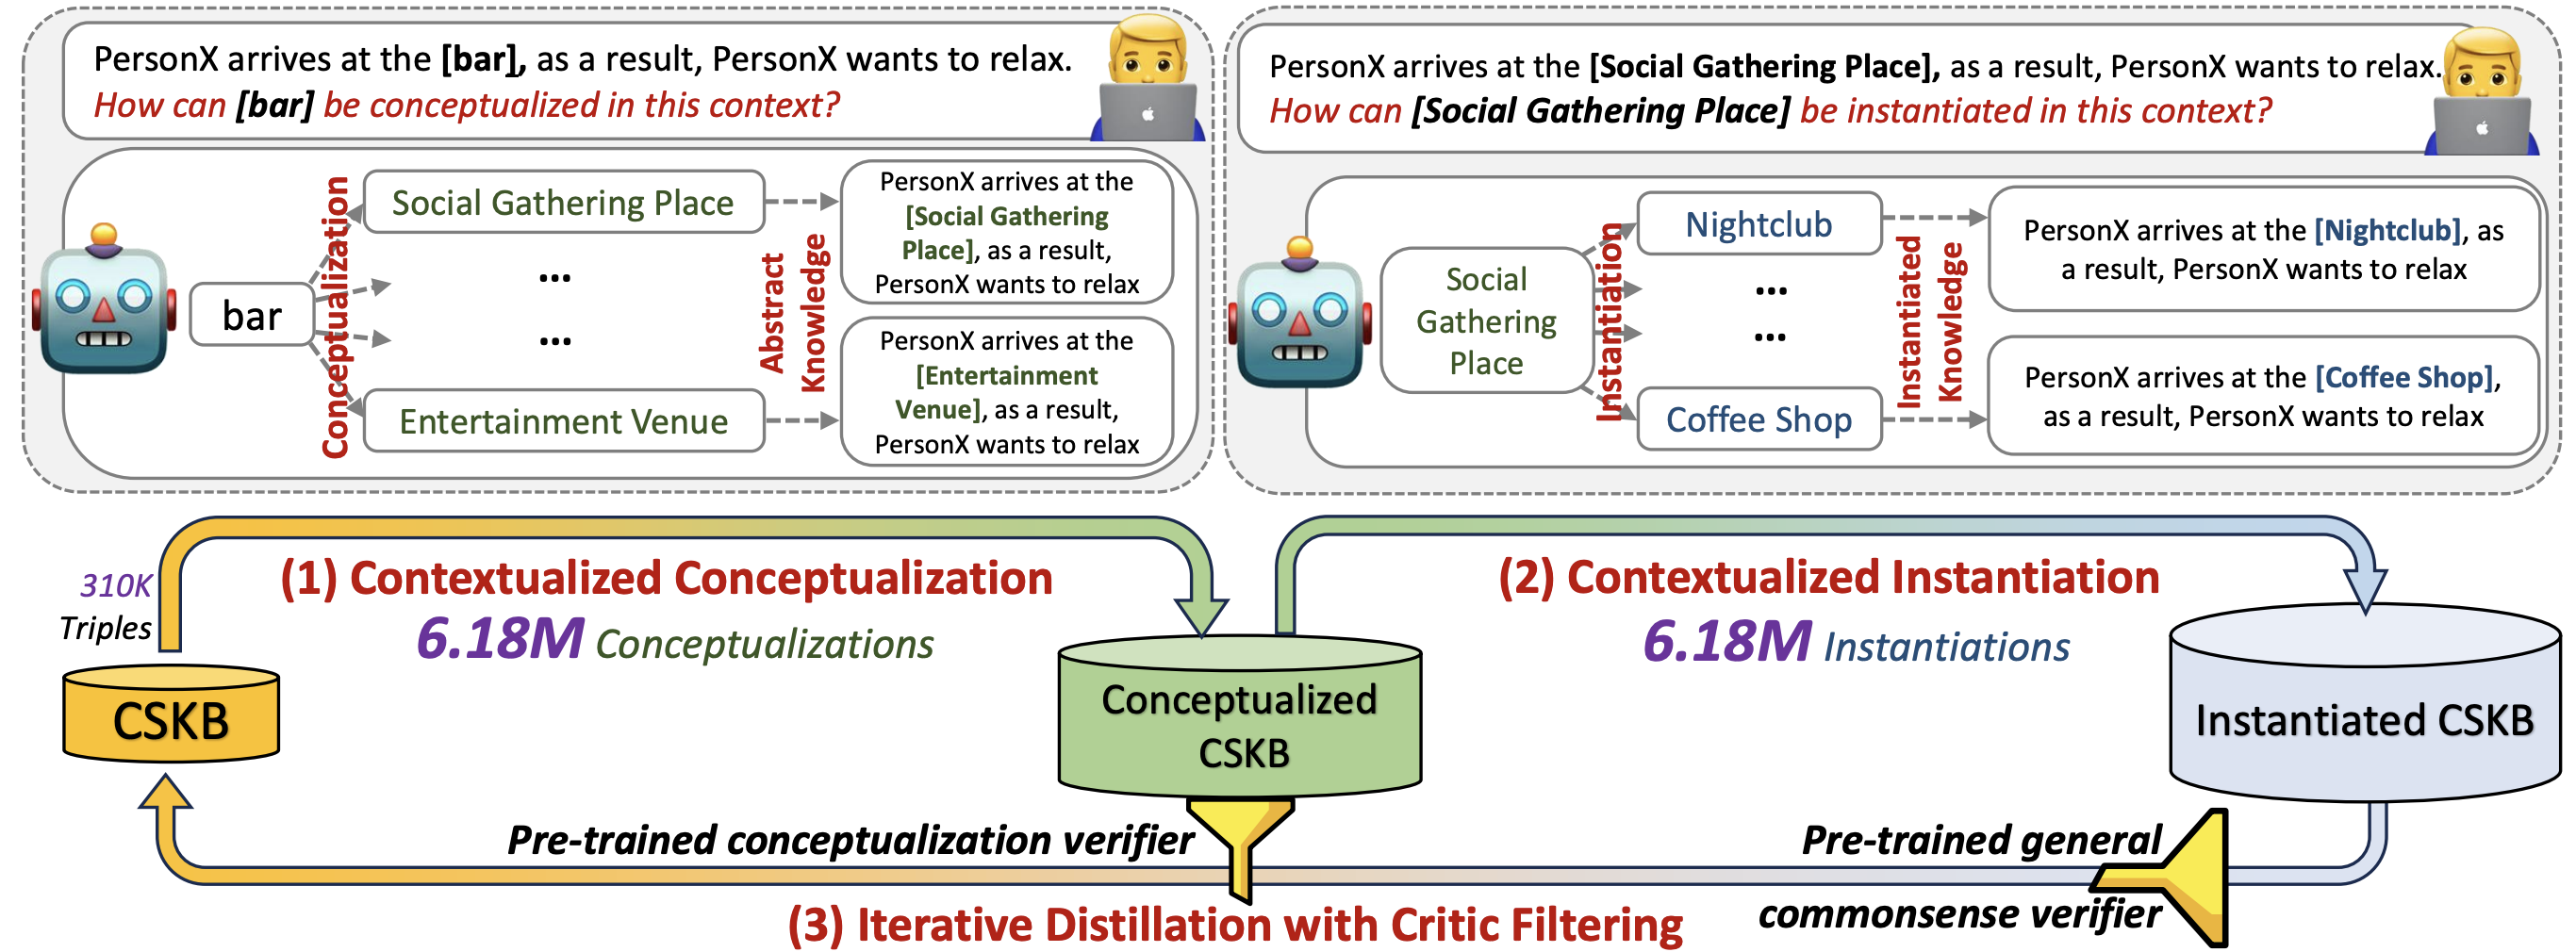 PersonX arrives at the [bar], as a result, PersonX wants to relax.
How can [bar] be conceptualized in this context?
bar
Conceptualization
Social Gathering Place
...
...
Entertainment Venue
Abstract
Knowledge
PersonX arrives at the
[Social Gathering
Place], as a result,
PersonX wants to relax
PersonX arrives at the
[Entertainment
Venue], as a result,
PersonX wants to relax
PersonX arrives at the [Social Gathering Place], as a result, PersonX wants to relax.
How can [Social Gathering Place] be instantiated in this context?
Social
Gathering
Place
Instantiation
Nightclub
...
...
Coffee Shop
Instantiated
Knowledge
PersonX arrives at the [Nightclub], as
a result, PersonX wants to relax
PersonX arrives at the [Coffee Shop],
as a result, PersonX wants to relax
310K
Triples
(1) Contextualized Conceptualization
6.18M Conceptualizations
(2) Contextualized Instantiation
6.18M Instantiations
CSKB
Conceptualized
CSKB
Instantiated CSKB
Pre-trained conceptualization verifier
Pre-trained general
commonsense verifier
(3) Iterative Distillation with Critic Filtering